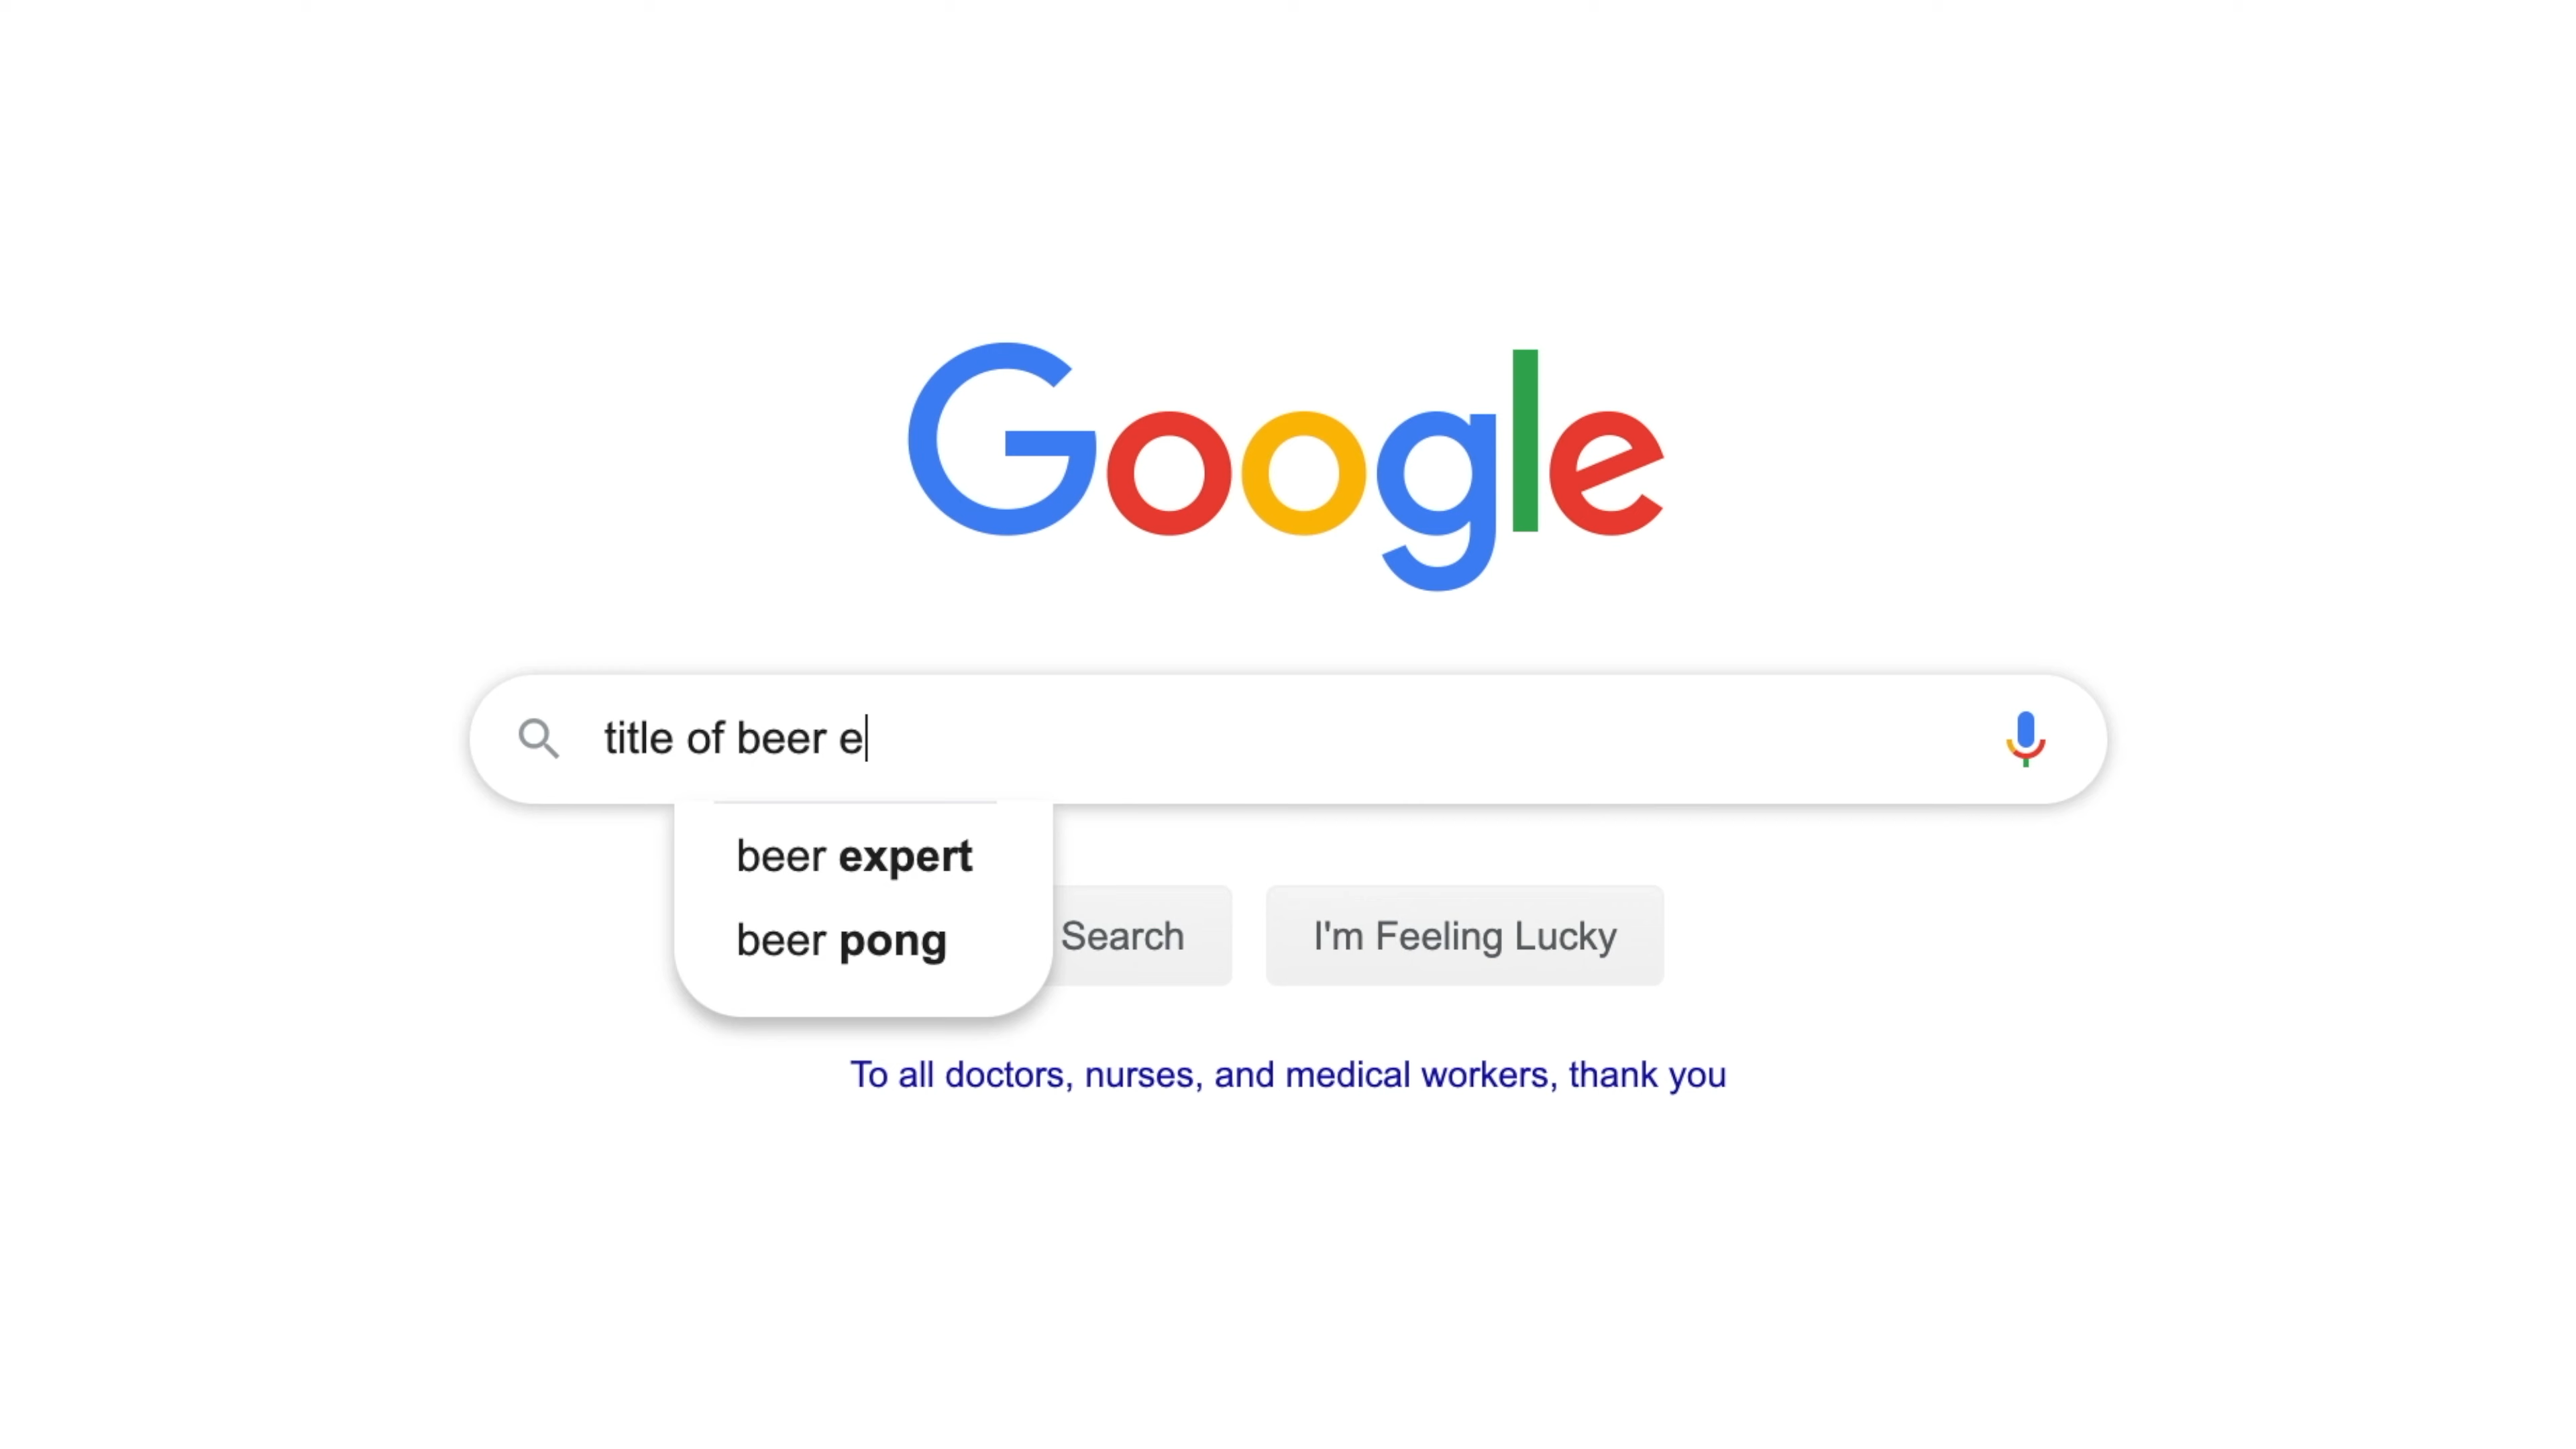 Google
title of beer e
beer expert
beer pong
Search
I'm Feeling Lucky
To all doctors, nurses, and medical workers, thank you